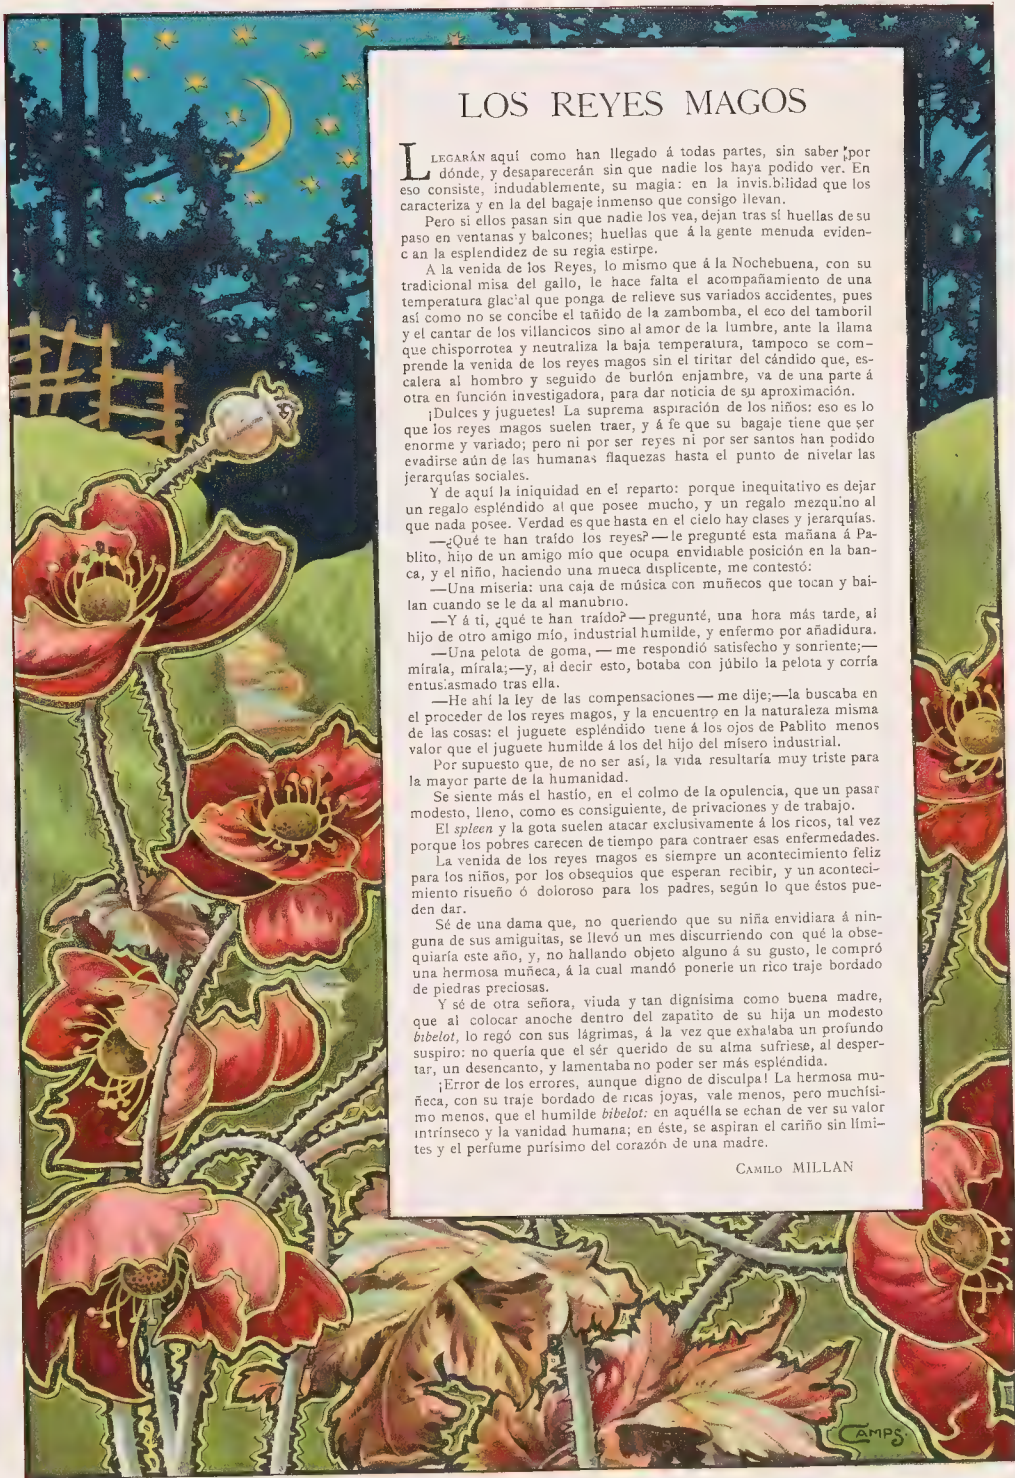 LOS REYES MAGOS
LLEGARÁN aquí como han llegado á todas partes, sin saber por
dónde, y desaparecerán sin que nadie los haya podido ver. En
eso consiste, indudablemente, su magia: en la invisibilidad que los
caracteriza y en la del bagaje inmenso que consigo llevan.
Pero si ellos pasan sin que nadie los vea, dejan tras sí huellas de su
paso en ventanas y balcones; huellas que á la gente menuda eviden-
cian la esplendidez de su regia estirpe.
A la venida de los Reyes, lo mismo que á la Nochebuena, con su
tradicional misa del gallo, le hace falta el acompañamiento de una
temperatura glacial que ponga de relieve sus variados accidentes, pues
así como no se concibe el tañido de la zambomba, el eco del tamboril
y el cantar de los villancicos sino al amor de la lumbre, ante la llama
que chisporrotea y neutraliza la baja temperatura, tampoco se com-
prende la venida de los reyes magos sin el tiritar del cándido que, es-
calera al hombro y seguido de burlón enjambre, va de una parte á
otra en función investigadora, para dar noticia de su aproximación.
¡Dulces y juguetes! La suprema aspiración de los niños: eso es lo
que los reyes magos suelen traer, y á fe que su bagaje tiene que ser
enorme y variado; pero ni por ser reyes ni por ser santos han podido
evadirse aún de las humanas flaquezas hasta el punto de nivelar las
jerarquías sociales.
Y de aquí la iniquidad en el reparto: porque inequitativo es dejar
un regalo espléndido al que posee mucho, y un regalo mezquino al
que nada posee. Verdad es que hasta en el cielo hay clases y jerarquías.
—¿Qué te han traído los reyes?—le pregunté esta mañana á Pa-
blito, hijo de un amigo mío que ocupa envidiable posición en la ban-
ca, y el niño, haciendo una mueca displicente, me contestó:
—Una miseria: una caja de música con muñecos que tocan y bai-
lan cuando se le da al manubrio.
—Y á ti, ¿qué te han traído?—pregunté, una hora más tarde, al
hijo de otro amigo mío, industrial humilde, y enfermo por añadidura.
—Una pelota de goma,—me respondió satisfecho y sonriente;—
mírala, mírala;—y, al decir esto, botaba con júbilo la pelota y corría
entusiasmado tras ella.
—He ahí la ley de las compensaciones—me dije;—la buscaba en
el proceder de los reyes magos, y la encuentro en la naturaleza misma
de las cosas: el juguete espléndido tiene á los ojos de Pablito menos
valor que el juguete humilde á los del hijo del mísero industrial.
Por supuesto que, de no ser así, la vida resultaría muy triste para
la mayor parte de la humanidad.
Se siente más el hastío, en el colmo de la opulencia, que un pasar
modesto, lleno, como es consiguiente, de privaciones y de trabajo.
El spleen y la gota suelen atacar exclusivamente á los ricos, tal vez
porque los pobres carecen de tiempo para contraer esas enfermedades.
La venida de los reyes magos es siempre un acontecimiento feliz
para los niños, por los obsequios que esperan recibir, y un aconteci-
miento risueño ó doloroso para los padres, según lo que éstos pue-
den dar.
Sé de una dama que, no queriendo que su niña envidiara á nin-
guna de sus amiguitas, se llevó un mes discurriendo con qué la obse-
quiaría este año, y, no hallando objeto alguno á su gusto, le compró
una hermosa muñeca, á la cual mandó ponerle un rico traje bordado
de piedras preciosas.
Y sé de otra señora, viuda y tan dignísima como buena madre,
que al colocar anoche dentro del zapatito de su hija un modesto
bibelot, lo regó con sus lágrimas, á la vez que exhalaba un profundo
suspiro: no quería que el sér querido de su alma sufriese, al desper-
tar, un desencanto, y lamentaba no poder ser más espléndida.
¡Error de los errores, aunque digno de disculpa! La hermosa mu-
ñeca, con su traje bordado de ricas joyas, vale menos, pero muchísi-
mo menos, que el humilde bibelot: en aquélla se echan de ver su valor
intrínseco y la vanidad humana; en éste, se aspiran el cariño sin lími-
tes y el perfume purísimo del corazón de una madre.
CAMILO MILLAN
CAMPS.